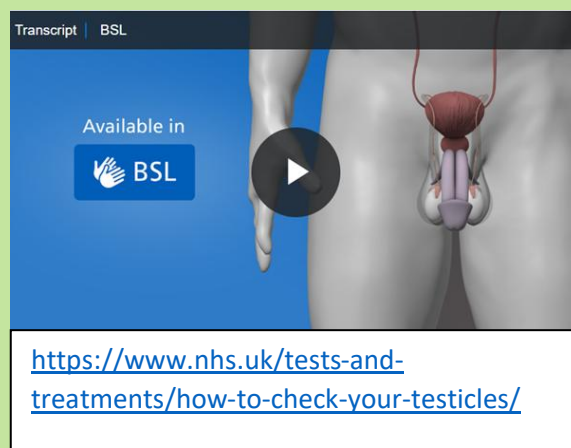 Transcript | BSL
Available in
BSL
https://www.nhs.uk/tests-and-
treatments/how-to-check-your-testicles/